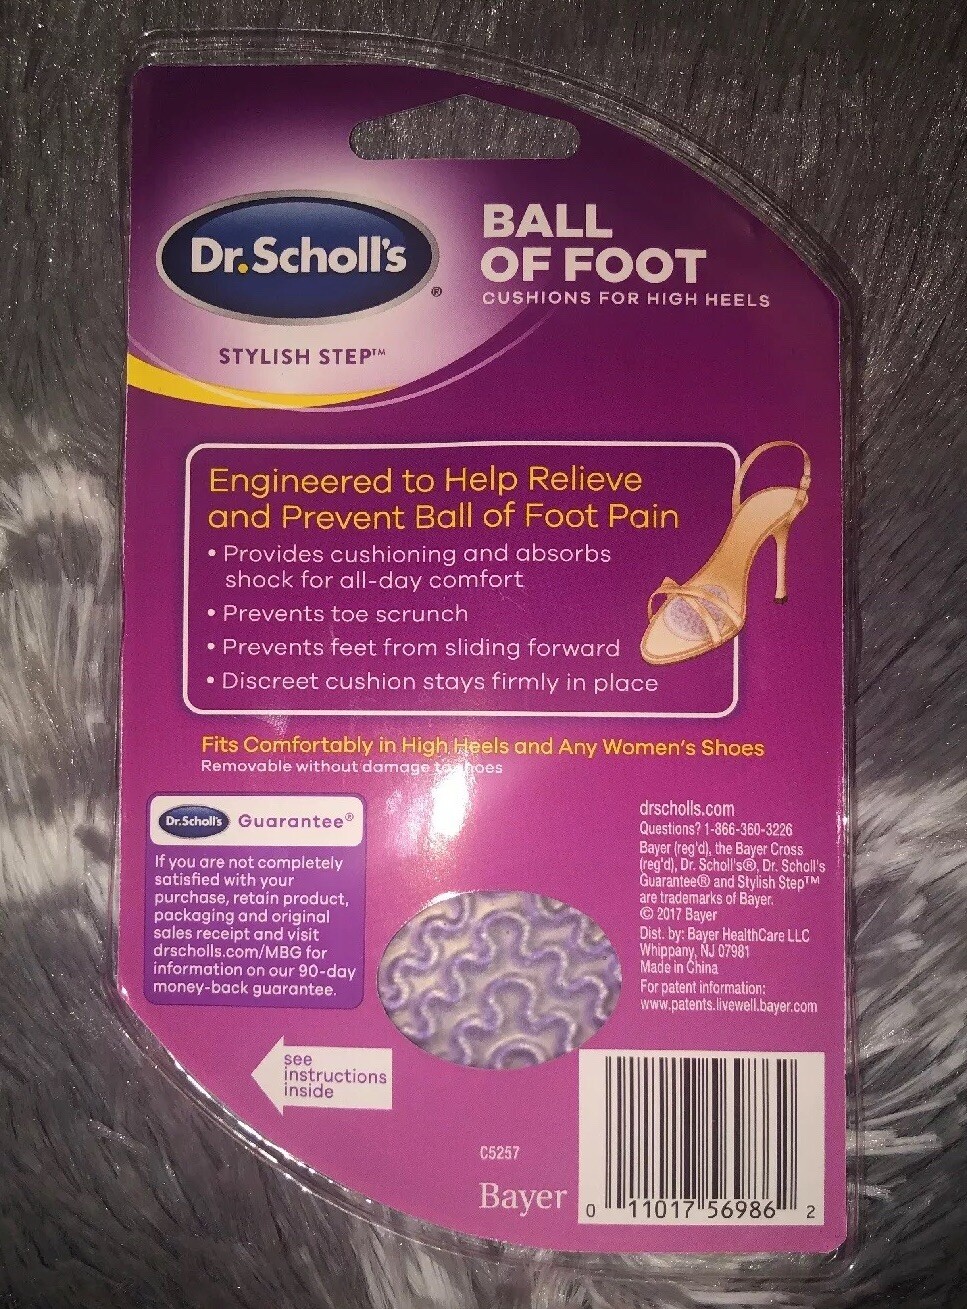 Dr.Scholl's®
STYLISH STEP™
BALL
OF FOOT
CUSHIONS FOR HIGH HEELS
Engineered to Help Relieve
and Prevent Ball of Foot Pain
• Provides cushioning and absorbs
shock for all-day comfort
• Prevents toe scrunch
• Prevents feet from sliding forward
• Discreet cushion stays firmly in place
Fits Comfortably in High Heels and Any Women's Shoes
Removable without damage to shoes
Dr.Scholl's Guarantee®
If you are not completely
satisfied with your
purchase, retain product,
packaging and original
sales receipt and visit
drscholls.com/MBG for
information on our 90-day
money-back guarantee.
see
instructions
inside
drscholls.com
Questions? 1-866-360-3226
Bayer (reg'd), the Bayer Cross
(reg'd), Dr. Scholl's®, Dr. Scholl's
Guarantee® and Stylish Step™
are trademarks of Bayer.
© 2017 Bayer
Dist. by: Bayer HealthCare LLC
Whippany, NJ 07981
Made in China
For patent information:
www.patents.livewell.bayer.com
C5257
Bayer
0 11017 56986 2